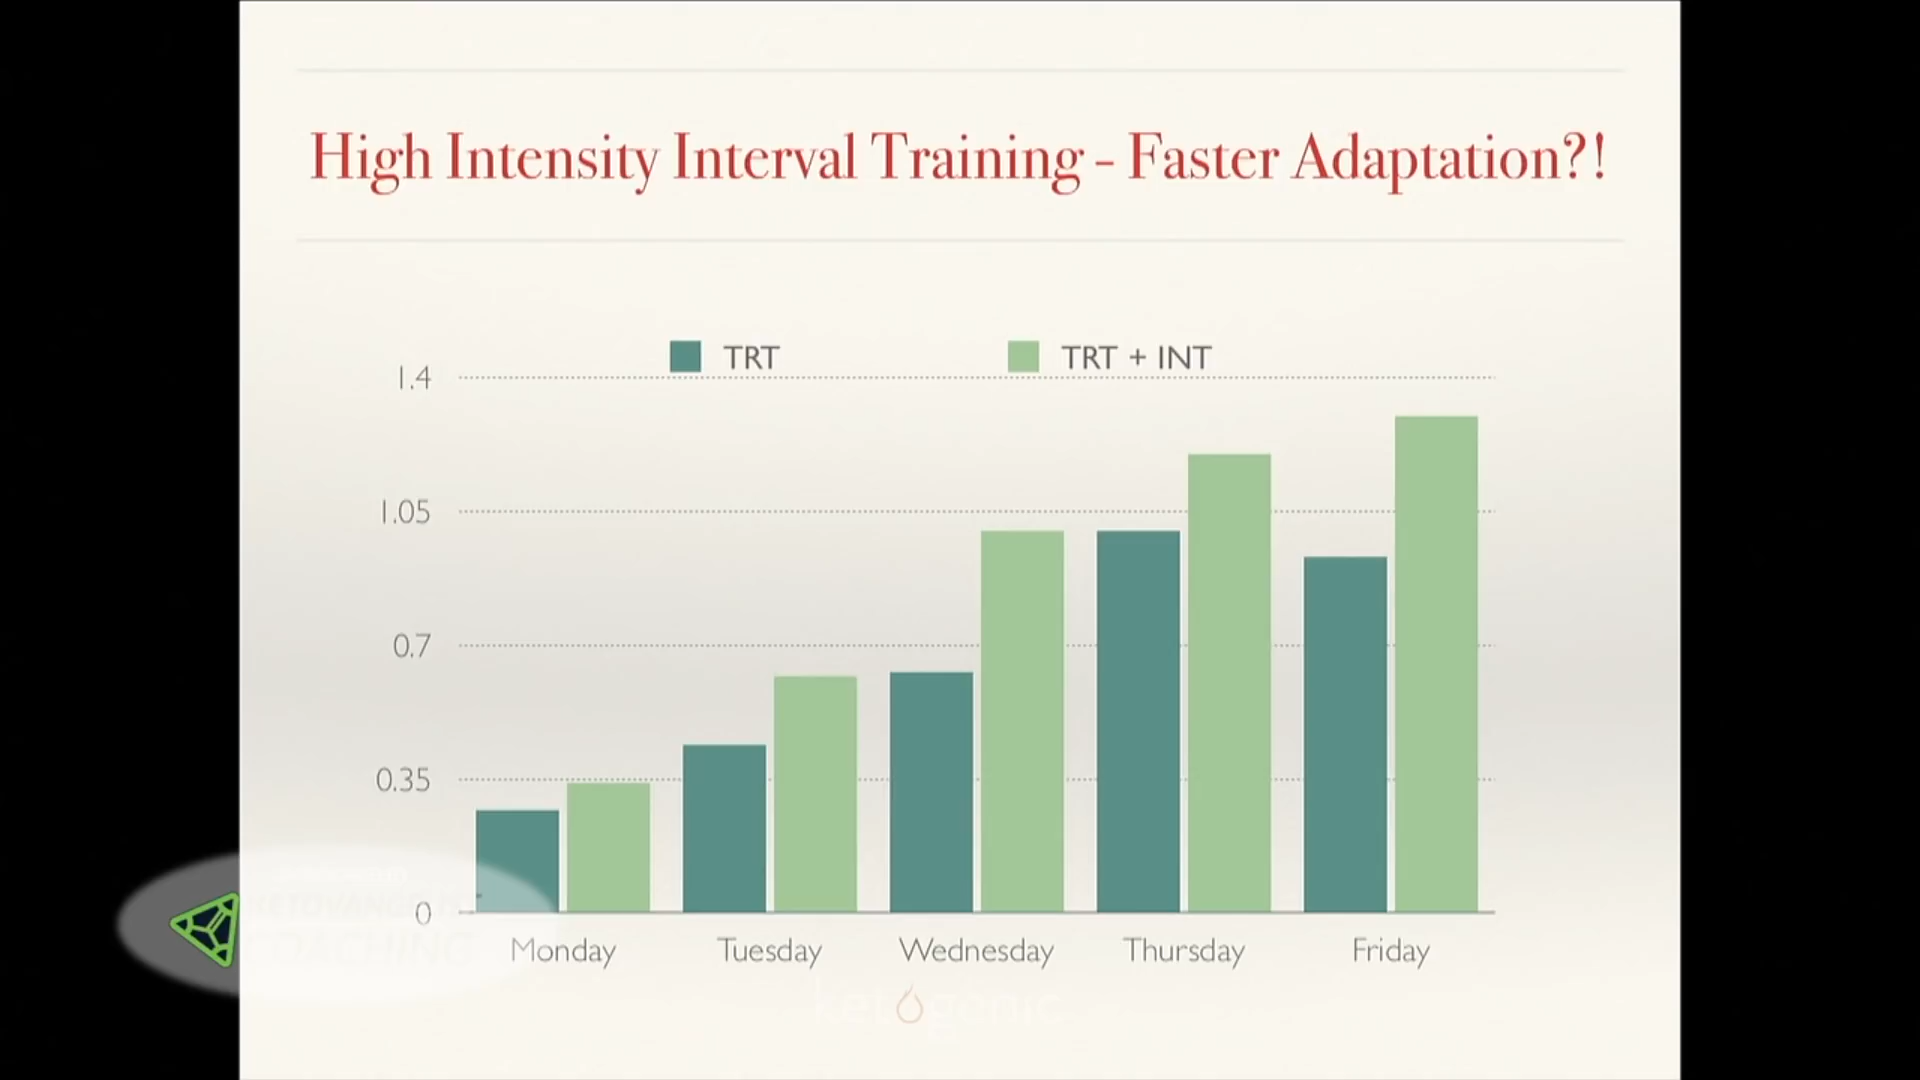 High Intensity Interval Training - Faster Adaptation?!
TRT
TRT + INT
1.4
1.05
0.7
0.35
0
Monday
Tuesday
Wednesday
Thursday
Friday
COACHING
ketogenic